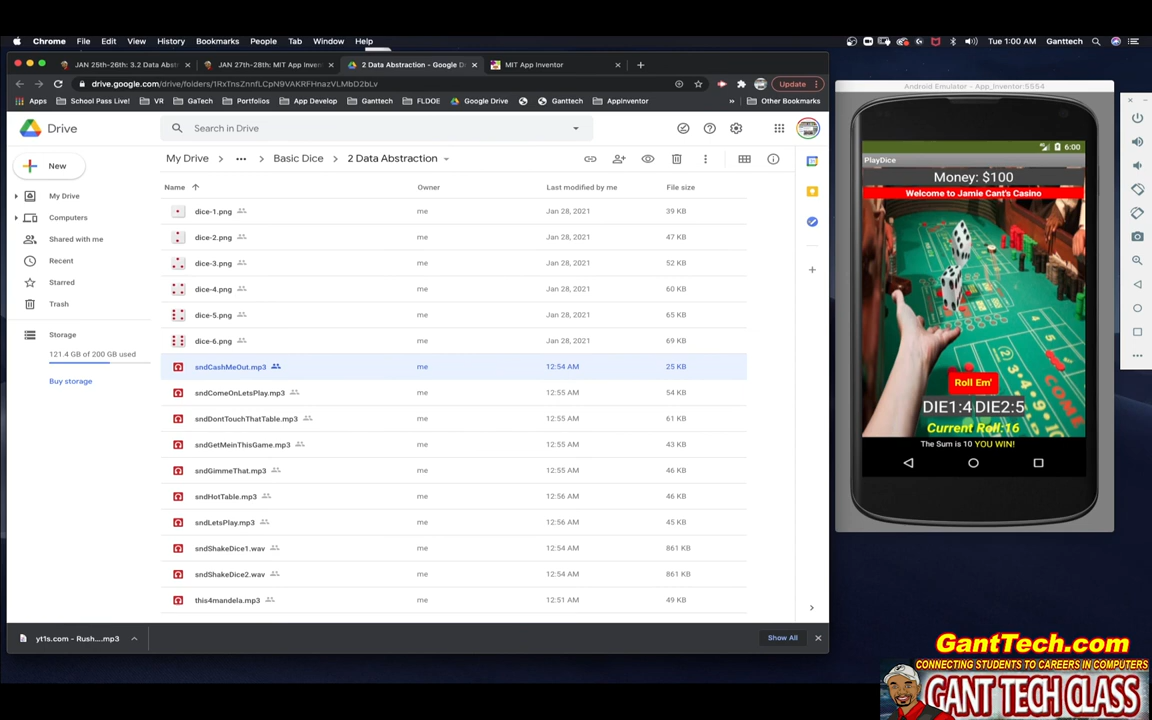 Chrome File Edit View History Bookmarks People Tab Window Help
Tue 1:00 AM Ganttech
JAN 25th-26th: 3.2 Data Abst
JAN 27th-28th: MIT App Inven
2 Data Abstraction - Google D
MIT App Inventor
drive.google.com/drive/folders/1RxTnsZnnfLCpN9VAKRFHnazVLMbD2bLv
Update
Apps School Pass Live! VR GaTech Portfolios App Develop Ganttech FLDOE Google Drive Ganttech AppInventor » Other Bookmarks
Drive
Search in Drive
New
My Drive
Computers
Shared with me
Recent
Starred
Trash
Storage
121.4 GB of 200 GB used
Buy storage
My Drive > ... > Basic Dice > 2 Data Abstraction
Name Owner Last modified by me File size
dice-1.png me Jan 28, 2021 39 KB
dice-2.png me Jan 28, 2021 47 KB
dice-3.png me Jan 28, 2021 52 KB
dice-4.png me Jan 28, 2021 60 KB
dice-5.png me Jan 28, 2021 65 KB
dice-6.png me Jan 28, 2021 69 KB
sndCashMeOut.mp3 me 12:54 AM 25 KB
sndComeOnLetsPlay.mp3 me 12:55 AM 54 KB
sndDontTouchThatTable.mp3 me 12:55 AM 61 KB
sndGetMeinThisGame.mp3 me 12:55 AM 43 KB
sndGimmeThat.mp3 me 12:55 AM 46 KB
sndHotTable.mp3 me 12:56 AM 46 KB
sndLetsPlay.mp3 me 12:56 AM 45 KB
sndShakeDice1.wav me 12:54 AM 861 KB
sndShakeDice2.wav me 12:54 AM 861 KB
this4mandela.mp3 me 12:51 AM 49 KB
yt1s.com - Rush....mp3
Show All
Android Emulator - App_Inventor:5554
6:00
PlayDice
Money: $100
Welcome to Jamie Cant's Casino
COME
Roll Em'
DIE1:4 DIE2:5
Current Roll:16
The Sum is 10 YOU WIN!
GantTech.com
CONNECTING STUDENTS TO CAREERS IN COMPUTERS
GANT TECH CLASS